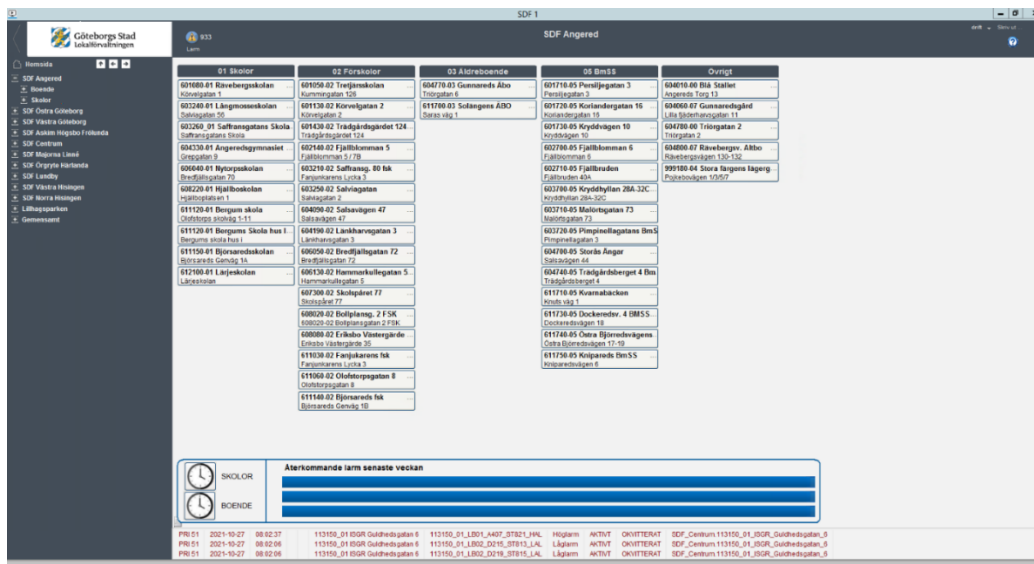 SDF 1
Göteborgs Stad
Lokalförvaltningen
933
Larm
SDF Angered
Hemsida
SDF Angered
Boende
Skolor
SDF Östra Göteborg
SDF Västra Göteborg
SDF Askim Högsbo Frölunda
SDF Centrum
SDF Majorna Linné
SDF Örgryte Härlanda
SDF Lundby
SDF Västra Hisingen
SDF Norra Hisingen
Lillhagsparken
Gemensamt
01 Skolor
601080-01 Rävebergsskolan ...
Körvelgatan 1
603240-01 Långmosseskolan ...
Salviagatan 56
603260_01 Saffransgatans Skola
Saffransgatans Skola
604330-01 Angeredsgymnasiet ...
Grepgatan 9
606040-01 Nytorpsskolan ...
Bredfjällsgatan 70
608220-01 Hjällboskolan ...
Hjällboplatsen 1
611120-01 Bergum skola ...
Olofstorps skolväg 1-11
611120-01 Bergums Skola hus I...
Bergums skola hus I
611150-01 Björsaredsskolan ...
Björsareds Genväg 1A
612100-01 Lärjeskolan ...
Lärjeskolan
02 Förskolor
601050-02 Tretjärnskolan ...
Kummingatan 126
601130-02 Körvelgatan 2 ...
Körvelgatan 2
601430-02 Trädgårdsgärdet 124...
Trädgårdsgärdet 124
602140-02 Fjällblomman 5 ...
Fjällblomman 5 / 7B
603210-02 Saffransg. 80 fsk ...
Fanjunkarens Lycka 3
603250-02 Salviagatan ...
Salviagatan 2
604090-02 Salsavägen 47 ...
Salsavägen 47
604190-02 Länkharvsgatan 3 ...
Länkharvsgatan 3
606050-02 Bredfjällsgatan 72 ...
Bredfjällsgatan 72
606130-02 Hammarkullegatan 5...
Hammarkullegatan 5
607300-02 Skolspåret 77 ...
Skolspåret 77
608020-02 Bollplansg. 2 FSK ...
608020-02 Bollplansgatan 2 FSK
608080-02 Eriksbo Västergärde...
Eriksbo Västergärde 35
611030-02 Fanjukarens fsk ...
Fanjunkarens Lycka 3
611060-02 Olofstorpsgatan 8 ...
Olofstorpsgatan 8
611140-02 Björsareds fsk ...
Björsareds Genväg 1B
03 Äldreboende
604770-03 Gunnareds Äbo ...
Triörgatan 6
611700-03 Solängens ÄBO ...
Saras väg 1
05 BmSS
601710-05 Persiljegatan 3 ...
Persiljegatan 3
601720-05 Koriandergatan 16 ...
Koriandergatan 16
601730-05 Kryddvägen 10 ...
Kryddvägen 10
602700-05 Fjällblomman 6 ...
Fjällblomman 6
602710-05 Fjällbruden ...
Fjällbruden 40A
603700-05 Kryddhyllan 28A-32C...
Kryddhyllan 28A-32C
603710-05 Malörtsgatan 73 ...
Malörtsgatan 73
603720-05 Pimpinellagatans BmS
Pimpinellagatan 3
604700-05 Storås Ängar ...
Salsavägen 44
604740-05 Trädgårdsberget 4 Bm
Trädgårdsberget 4
611710-05 Kvarnabäcken ...
Knuts väg 1
611730-05 Dockeredsv. 4 BMSS...
Dockeredsvägen 18
611740-05 Östra Björredsvägens...
Östra Björredsvägen 17-19
611750-05 Knipareds BmSS ...
Kniparedsvägen 6
Övrigt
604010-00 Blå Stället ...
Angereds Torg 13
604060-07 Gunnaredsgård ...
Lilla fjäderharvsgatan 11
604780-00 Triörgatan 2 ...
Triörgatan 2
604800-07 Rävebergsv. Altbo ...
Rävebergsvägen 130-132
999180-04 Stora färgens lägerg...
Pojkebovägen 1/3/5/7
SKOLOR
BOENDE
Återkommande larm senaste veckan
PRI 51 2021-10-27 08:02:37 113150_01 ISGR Guldhedsgatan 6 113150_01_LB01_A407_ST821_HAL Höglarm AKTIVT OKVITTERAT SDF_Centrum.113150_01_ISGR_Guldhedsgatan_6
PRI 51 2021-10-27 08:02:06 113150_01 ISGR Guldhedsgatan 6 113150_01_LB02_D215_ST813_LAL Låglarm AKTIVT OKVITTERAT SDF_Centrum.113150_01_ISGR_Guldhedsgatan_6
PRI 51 2021-10-27 08:02:06 113150_01 ISGR Guldhedsgatan 6 113150_01_LB02_D219_ST815_LAL Låglarm AKTIVT OKVITTERAT SDF_Centrum.113150_01_ISGR_Guldhedsgatan_6